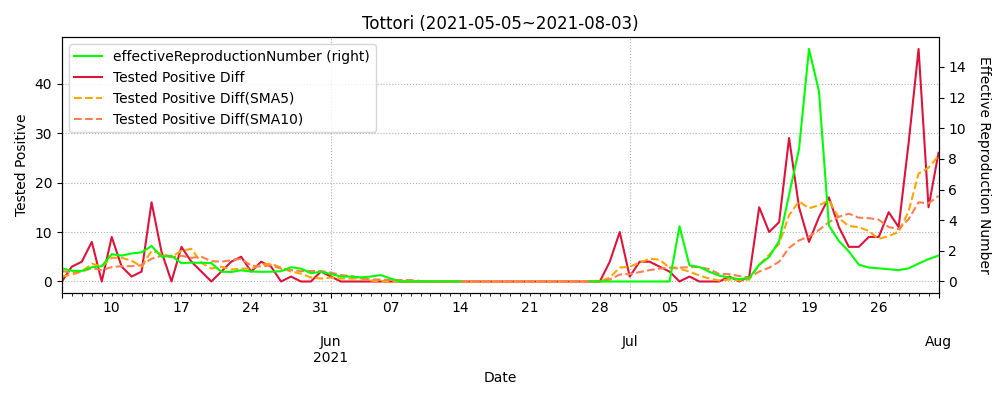 Tottori (2021-05-05~2021-08-03)
effectiveReproductionNumber (right)
Tested Positive Diff
Tested Positive Diff(SMA5)
Tested Positive Diff(SMA10)
Tested Positive
40
30
20
10
0
Effective Reproduction Number
14
12
10
8
6
4
2
0
10 17 24 31 07 14 21 28 05 12 19 26
Jun Jul Aug
2021
Date